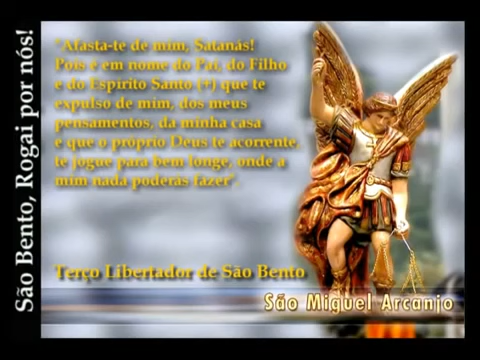 São Bento, Rogai por nós!
"Afasta-te de mim, Satanás!
Pois é em nome do Pai, do Filho
e do Espírito Santo (+) que te
expulso de mim, dos meus
pensamentos, da minha casa
e que o próprio Deus te acorrente,
te jogue para bem longe, onde a
mim nada poderás fazer".
Terço Libertador de São Bento
São Miguel Arcanjo